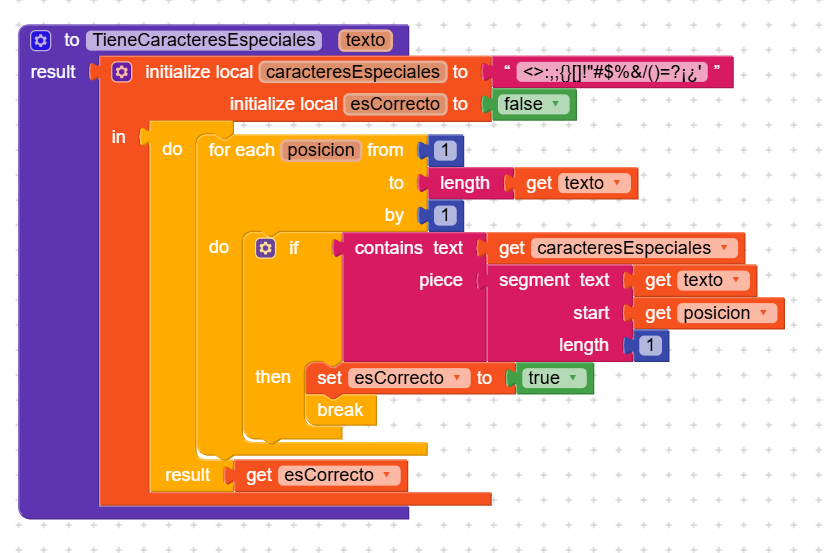 to TieneCaracteresEspeciales texto
result initialize local caracteresEspeciales to “ <>:,;{}[]!"#$%&/()=?¡¿' ”
initialize local esCorrecto to false
in do for each posicion from 1
to length get texto
by 1
do if contains text get caracteresEspeciales
piece segment text get texto
start get posicion
length 1
then set esCorrecto to true
break
result get esCorrecto